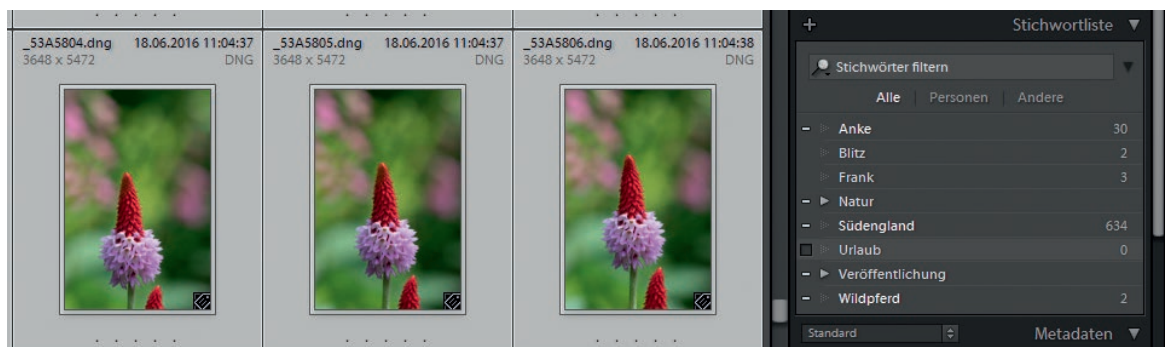 _53A5804.dng 18.06.2016 11:04:37
3648 x 5472 DNG
_53A5805.dng 18.06.2016 11:04:37
3648 x 5472 DNG
_53A5806.dng 18.06.2016 11:04:38
3648 x 5472 DNG
Stichwortliste
Stichwörter filtern
Alle Personen Andere
Anke 30
Blitz 2
Frank 3
Natur
Südengland 634
Urlaub 0
Veröffentlichung
Wildpferd 2
Standard Metadaten